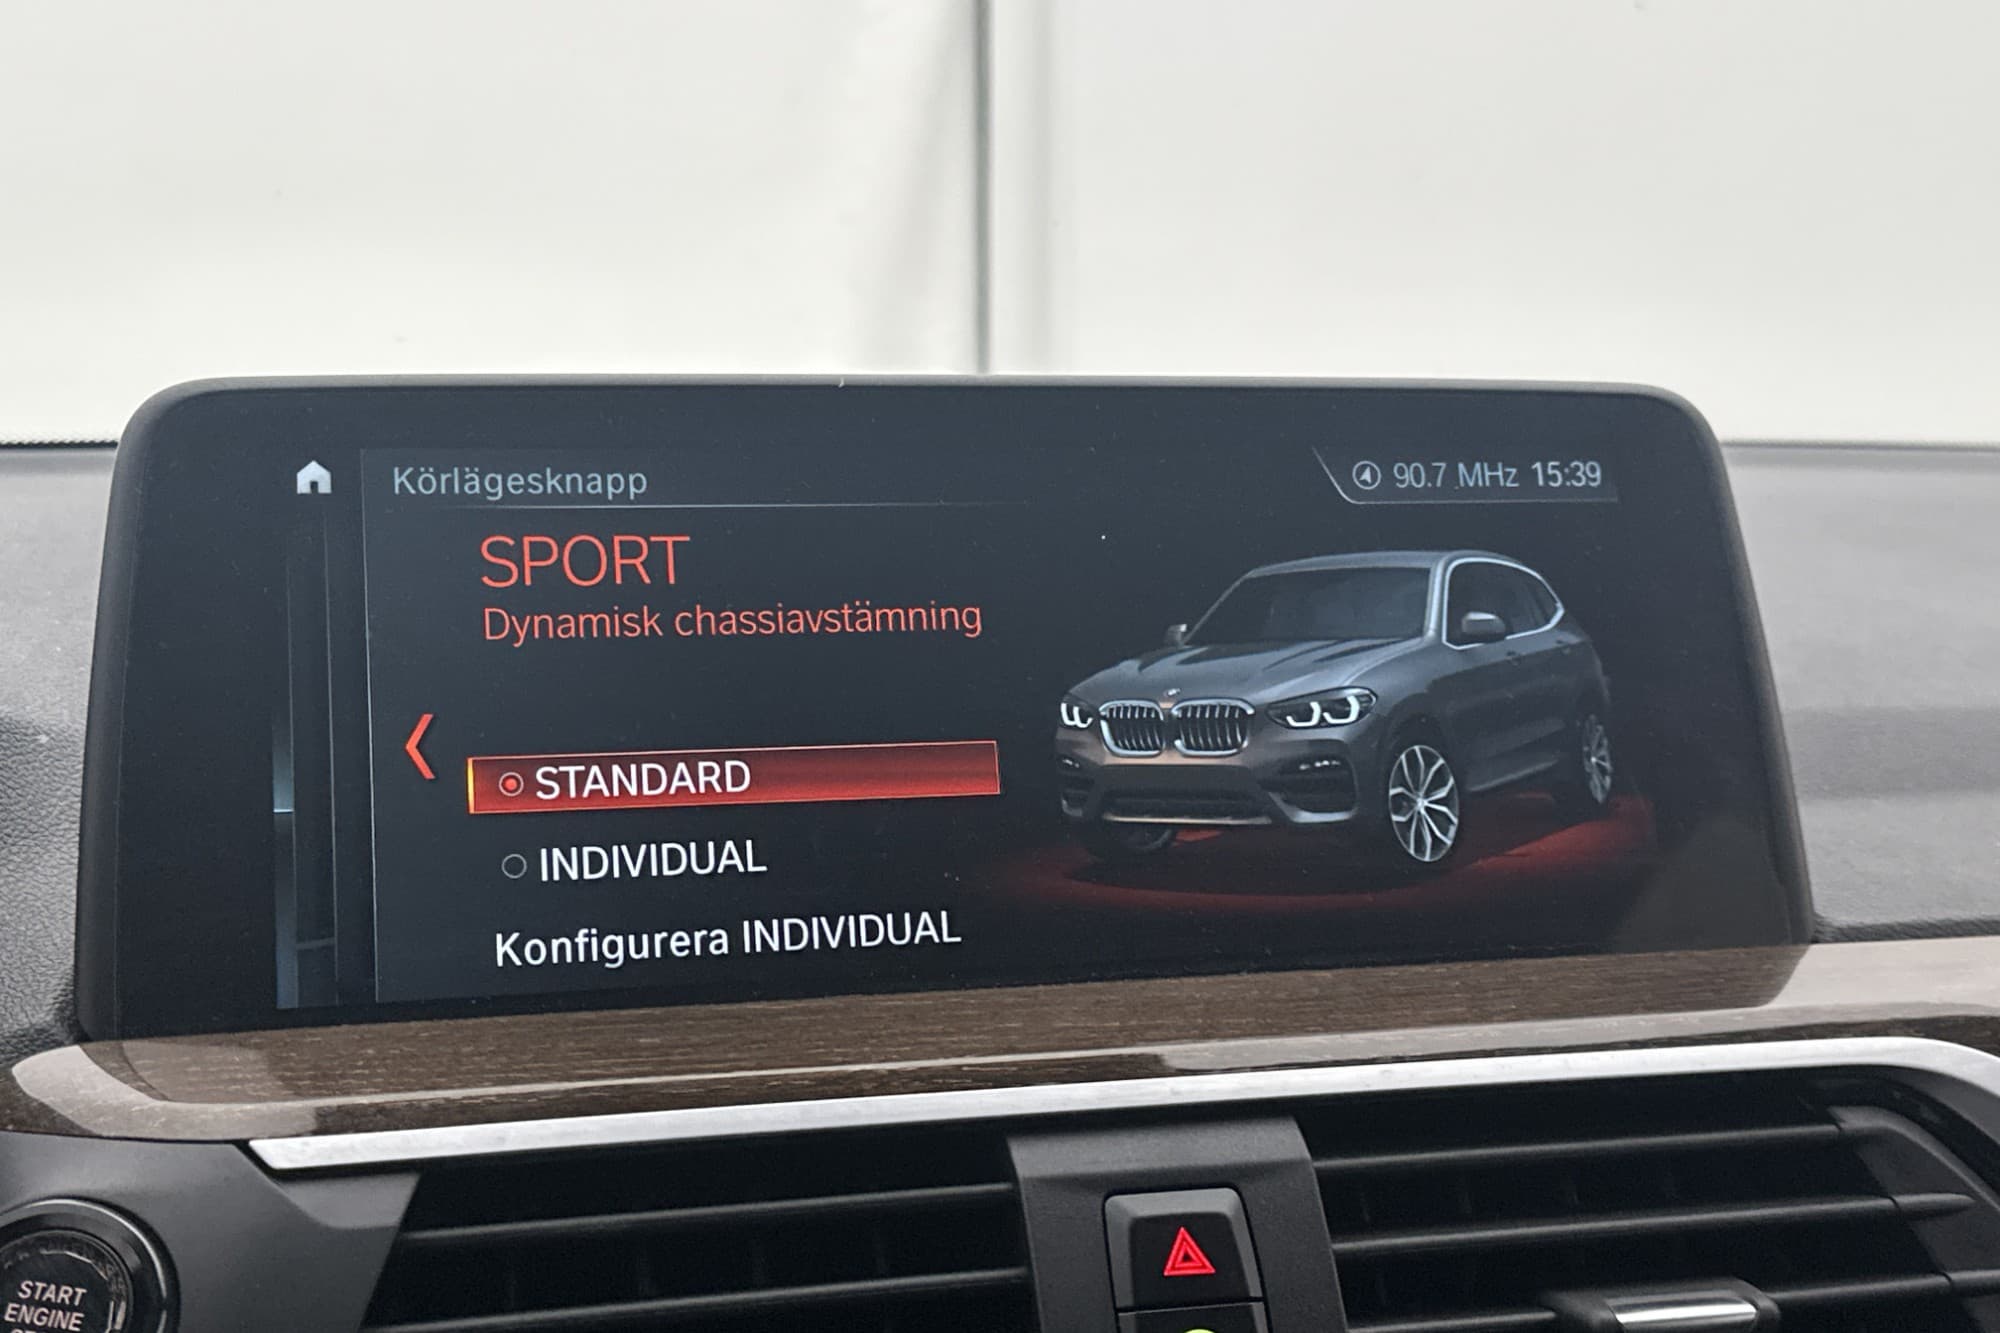 Körlägesknapp
90.7 MHz 15:39
SPORT
Dynamisk chassiavstämning
STANDARD
INDIVIDUAL
Konfigurera INDIVIDUAL
START
ENGINE